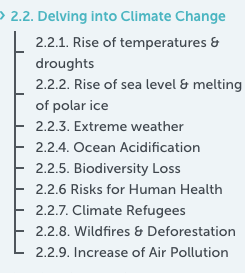 2.2. Delving into Climate Change
2.2.1. Rise of temperatures &
droughts
2.2.2. Rise of sea level & melting
of polar ice
2.2.3. Extreme weather
2.2.4. Ocean Acidification
2.2.5. Biodiversity Loss
2.2.6 Risks for Human Health
2.2.7. Climate Refugees
2.2.8. Wildfires & Deforestation
2.2.9. Increase of Air Pollution